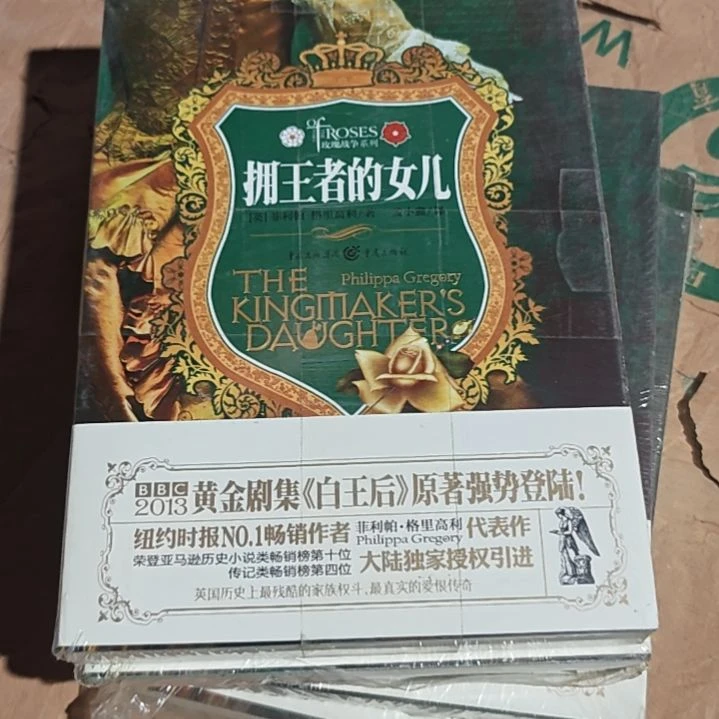 OF ROSES
玫瑰战争系列
拥王者的女儿
[英]菲利帕·格里高利/著
重庆出版集团 重庆出版社
THE
Philippa Gregory
KINGMAKER'S
DAUGHTER
BBC
2013
黄金剧集《白王后》原著强势登陆!
纽约时报NO.1畅销作者 菲利帕·格里高利 代表作
Philippa Gregory
荣登亚马逊历史小说类畅销榜第十位
传记类畅销榜第四位
大陆独家授权引进
英国历史上最残酷的家族权斗,最真实的爱恨传奇
W